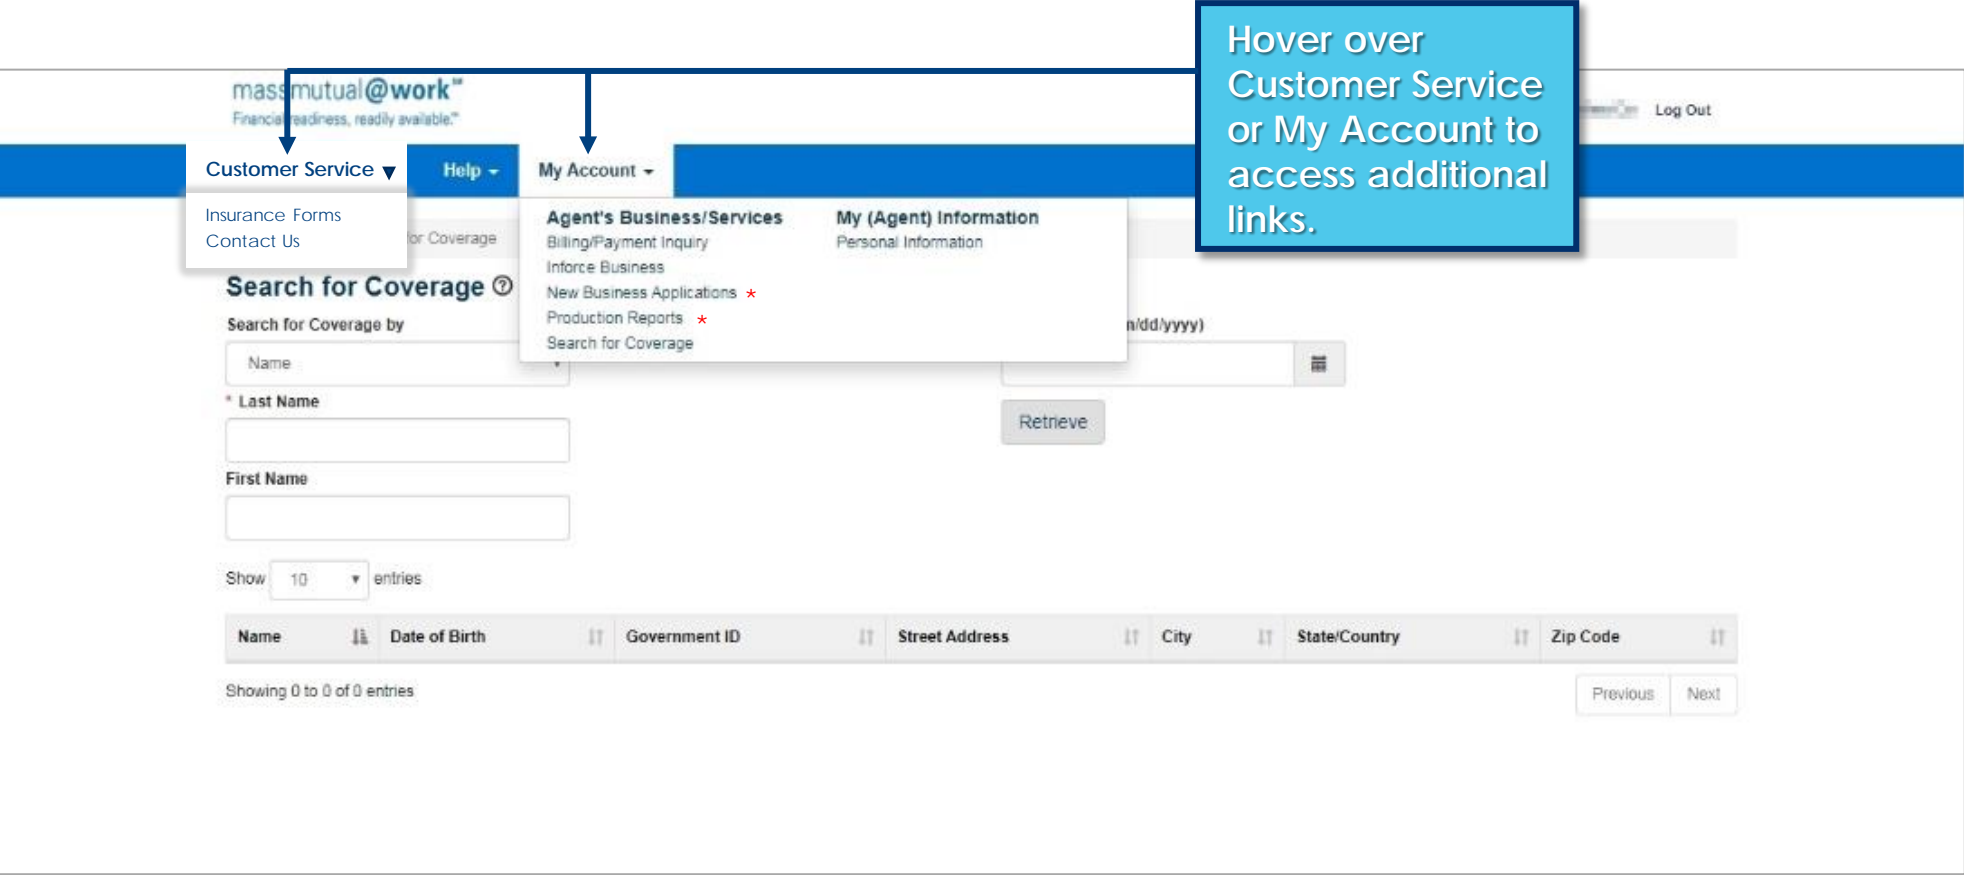 Hover over
Customer Service
or My Account to
access additional
links.
massmutual@work℠
Financial readiness, readily available.℠
Log Out
Customer Service ▼
Help
My Account
Insurance Forms
Contact Us
for Coverage
Agent's Business/Services
Billing/Payment Inquiry
Inforce Business
New Business Applications *
Production Reports *
Search for Coverage
My (Agent) Information
Personal Information
Search for Coverage ?
Search for Coverage by
Name
/dd/yyyy)
* Last Name
Retrieve
First Name
Show 10 entries
Name Date of Birth Government ID Street Address City State/Country Zip Code
Showing 0 to 0 of 0 entries
Previous Next